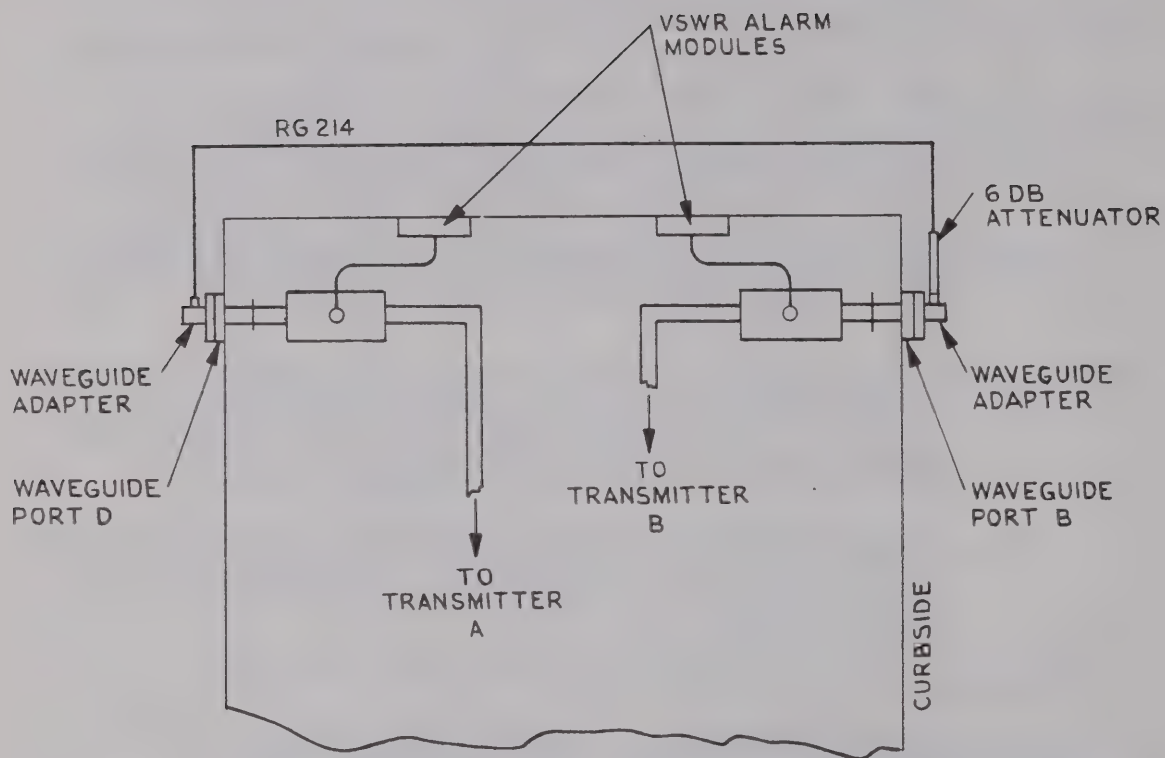 VSWR ALARM
MODULES
RG 214
6 DB
ATTENUATOR
WAVEGUIDE
ADAPTER
WAVEGUIDE
ADAPTER
WAVEGUIDE
PORT D
TO
TRANSMITTER
B
WAVEGUIDE
PORT B
TO
TRANSMITTER
A
CURBSIDE